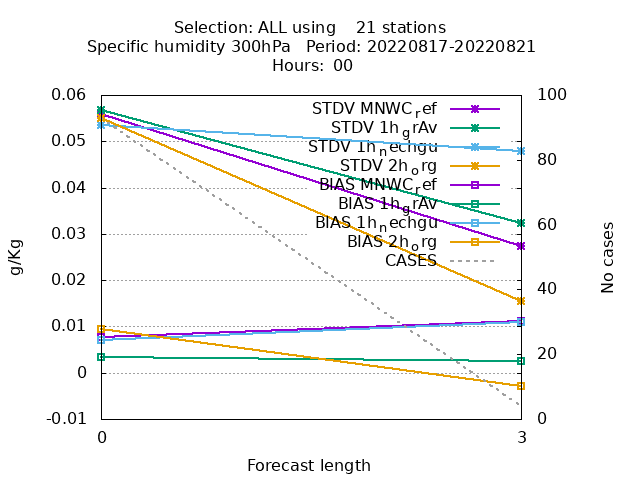 Selection: ALL using    21 stations
Specific humidity 300hPa   Period: 20220817-20220821
Hours:  00
0.06
0.05
0.04
0.03
0.02
0.01
0
-0.01
g/Kg
100
80
60
40
20
0
No cases
STDV MNWC_ref
STDV 1h_grAv
STDV 1h_nechgu
STDV 2h_org
BIAS MNWC_ref
BIAS 1h_grAv
BIAS 1h_nechgu
BIAS 2h_org
CASES
0
3
Forecast length